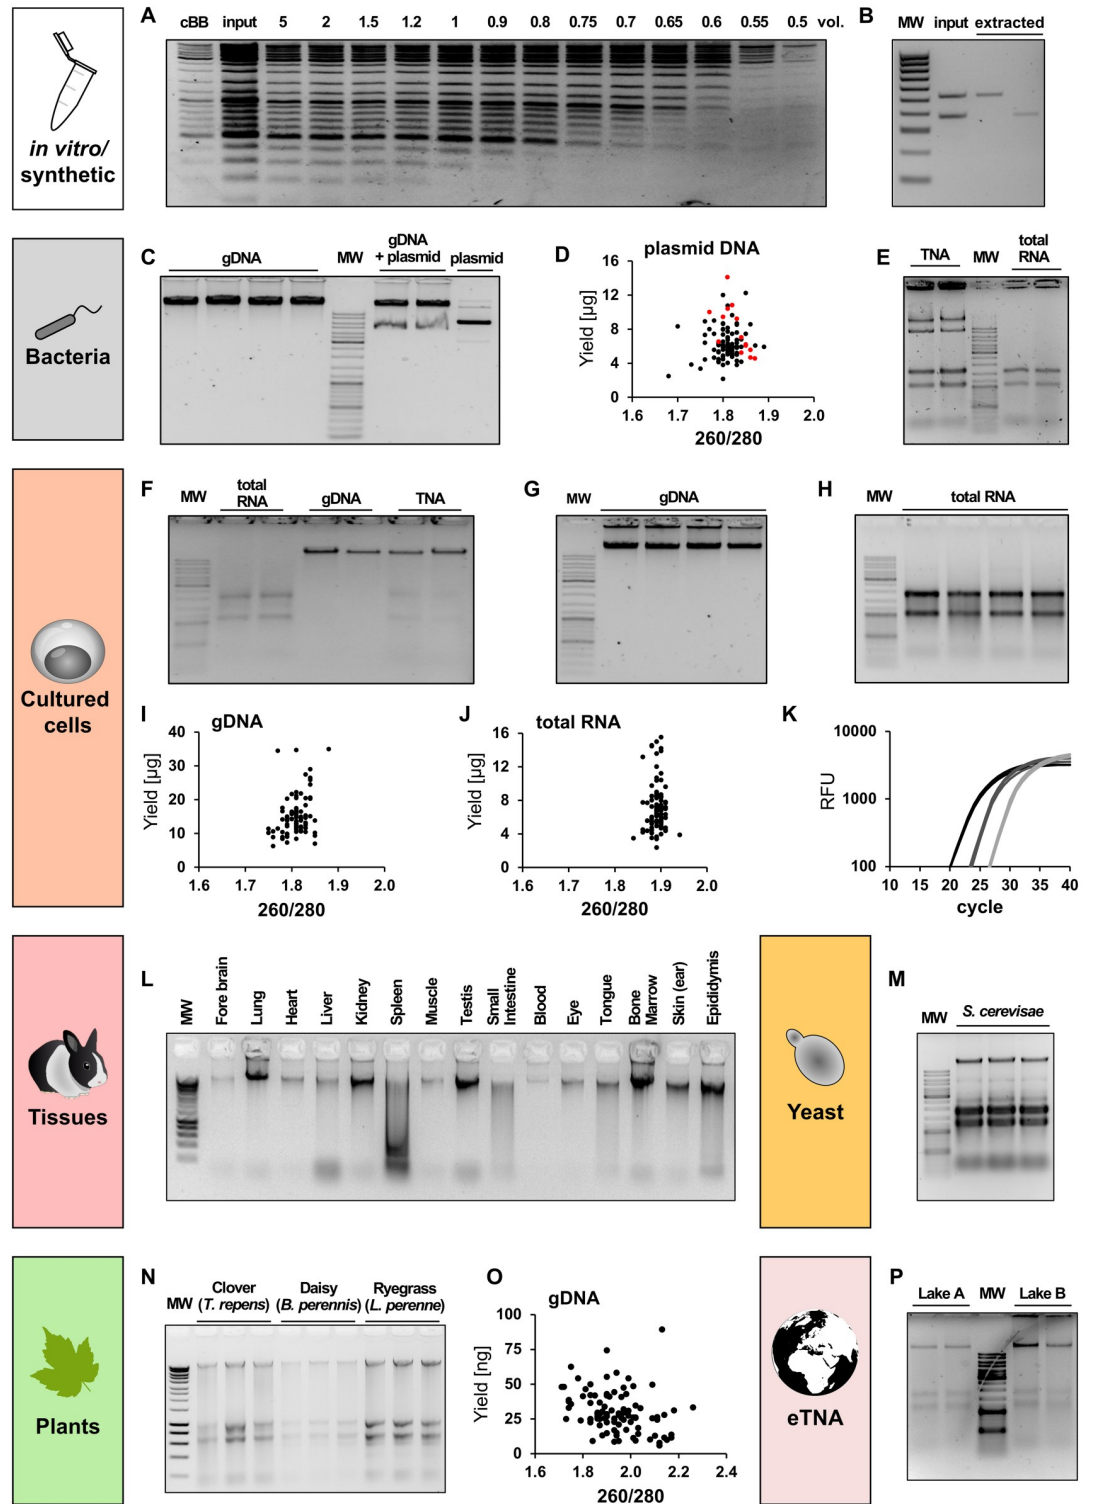 A
cBB input 5 2 1.5 1.2 1 0.9 0.8 0.75 0.7 0.65 0.6 0.55 0.5 vol.
B
MW input extracted
in vitro/
synthetic
C
gDNA MW gDNA
+ plasmid plasmid
D
plasmid DNA
Yield [µg]
16
12
8
4
0
1.6 1.7 1.8 1.9 2.0
260/280
E
TNA MW total
RNA
Bacteria
F
MW total
RNA gDNA TNA
G
MW gDNA
H
MW total RNA
Cultured
cells
I
gDNA
Yield [µg]
40
30
20
10
0
1.6 1.7 1.8 1.9 2.0
260/280
J
total RNA
Yield [µg]
16
12
8
4
0
1.6 1.7 1.8 1.9 2.0
260/280
K
RFU
10000
1000
100
10 15 20 25 30 35 40
cycle
L
MW
Fore brain
Lung
Heart
Liver
Kidney
Spleen
Muscle
Testis
Small
Intestine
Blood
Eye
Tongue
Bone
Marrow
Skin (ear)
Epididymis
Tissues
M
MW S. cerevisae
Yeast
N
MW Clover
(T. repens)
Daisy
(B. perennis)
Ryegrass
(L. perenne)
Plants
O
gDNA
Yield [ng]
100
75
50
25
0
1.6 1.8 2.0 2.2 2.4
260/280
P
Lake A MW Lake B
eTNA